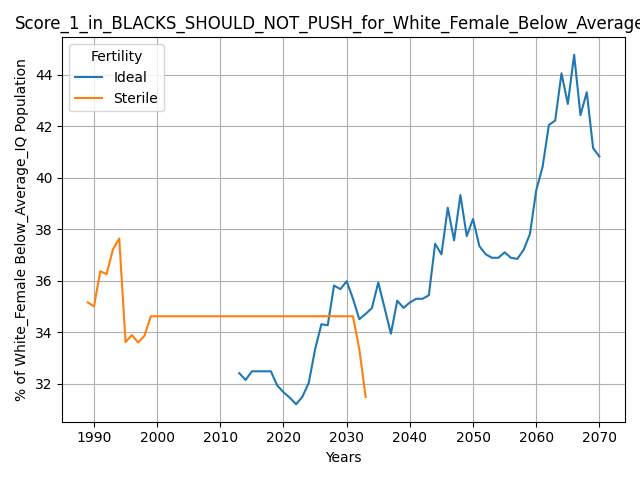 Score_1_in_BLACKS_SHOULD_NOT_PUSH_for_White_Female_Below_Average
% of White_Female Below_Average_IQ Population
Fertility
Ideal
Sterile
44
42
40
38
36
34
32
1990 2000 2010 2020 2030 2040 2050 2060 2070
Years